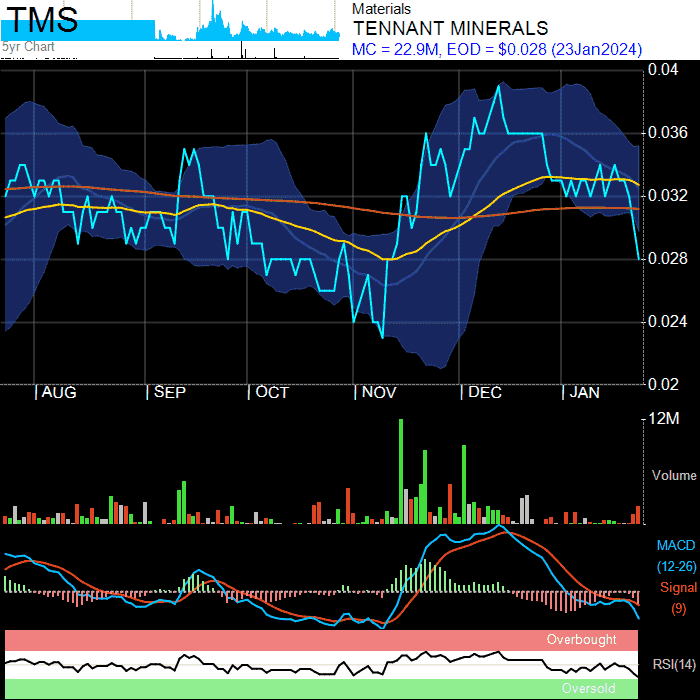 TMS
5yr Chart
Materials
TENNANT MINERALS
MC = 22.9M, EOD = $0.028 (23Jan2024)
0.04
0.036
0.032
0.028
0.024
0.02
AUG SEP OCT NOV DEC JAN
12M
Volume
MACD
(12-26)
Signal
(9)
Overbought
RSI(14)
Oversold